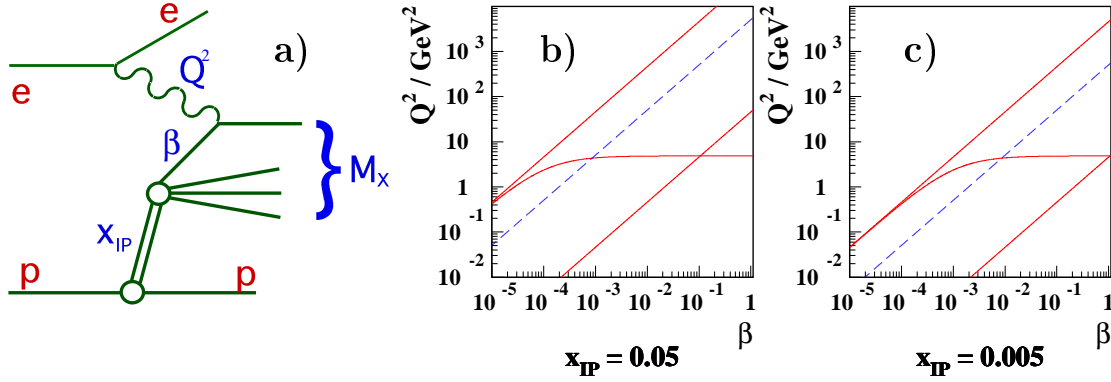 a)
e
e
Q²
β
M_X
x_IP
p
p
b)
Q² / GeV²
10³
10²
10
1
10⁻¹
10⁻²
10⁻⁵ 10⁻⁴ 10⁻³ 10⁻² 10⁻¹ 1
β
x_IP = 0.05
c)
Q² / GeV²
10³
10²
10
1
10⁻¹
10⁻²
10⁻⁵ 10⁻⁴ 10⁻³ 10⁻² 10⁻¹ 1
β
x_IP = 0.005